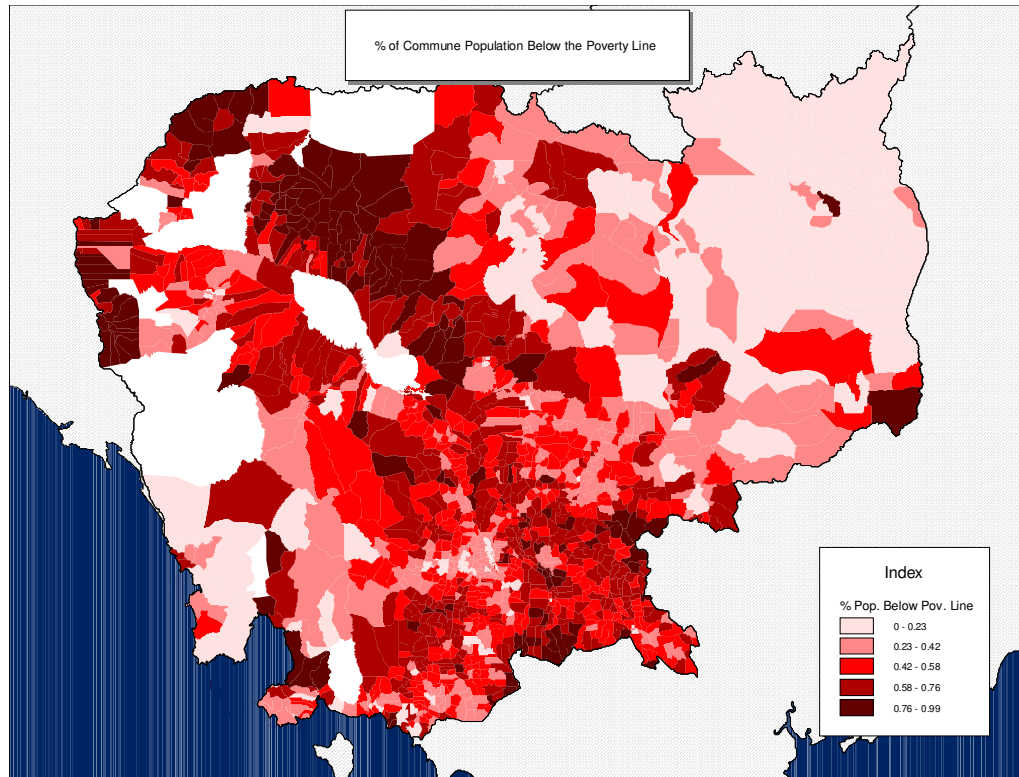 % of Commune Population Below the Poverty Line
Index
% Pop. Below Pov. Line
0 - 0.23
0.23 - 0.42
0.42 - 0.58
0.58 - 0.76
0.76 - 0.99